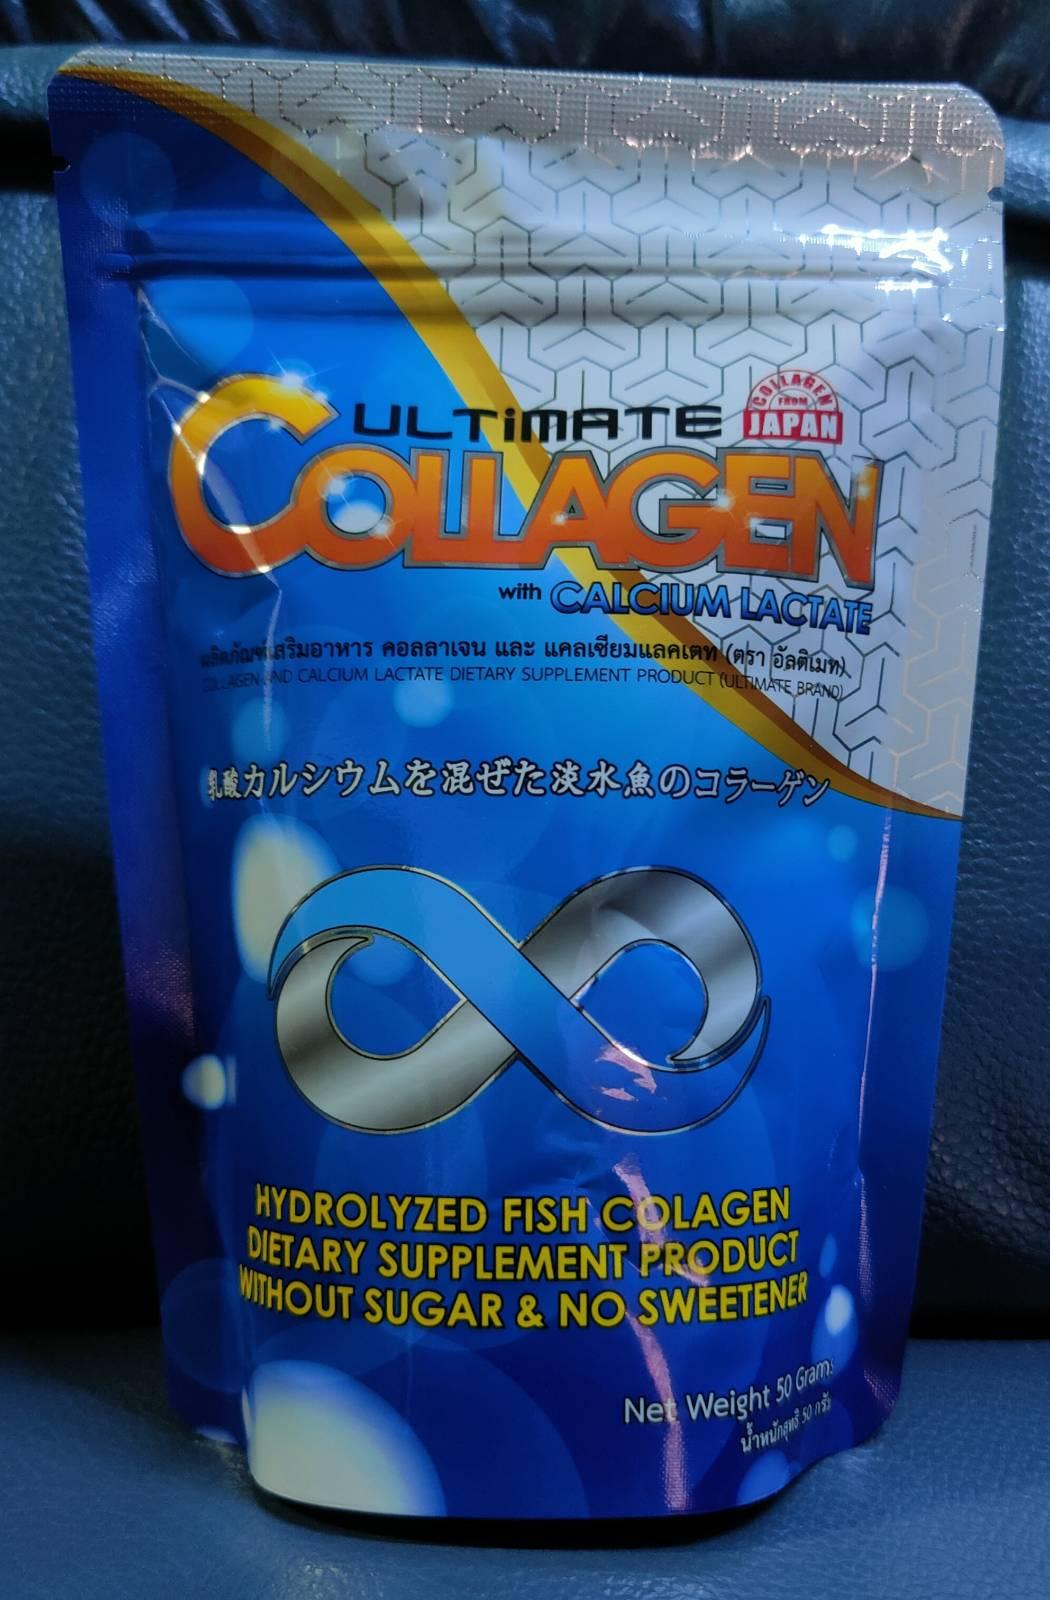 ULTiMATE
COLLAGEN FROM JAPAN
COLLAGEN
with CALCIUM LACTATE
ผลิตภัณฑ์เสริมอาหาร คอลลาเจน และ แคลเซียมแลคเตท (ตรา อัลติเมท)
COLLAGEN AND CALCIUM LACTATE DIETARY SUPPLEMENT PRODUCT (ULTIMATE BRAND)
乳酸カルシウムを混ぜた淡水魚のコラーゲン
HYDROLYZED FISH COLAGEN
DIETARY SUPPLEMENT PRODUCT
WITHOUT SUGAR & NO SWEETENER
Net Weight 50 Grams
น้ำหนักสุทธิ 50 กรัม